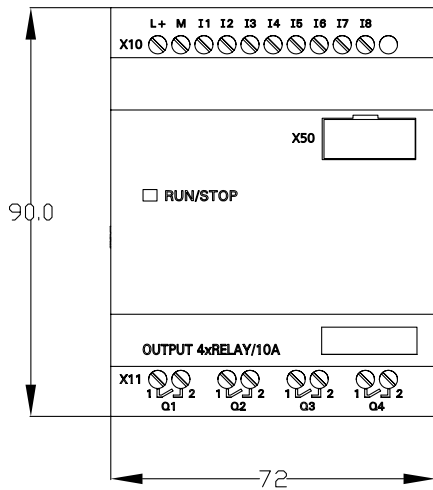 L+ M I1 I2 I3 I4 I5 I6 I7 I8
X10
X50
RUN/STOP
90.0
OUTPUT 4xRELAY/10A
X11
1 2 1 2 1 2 1 2
Q1 Q2 Q3 Q4
72